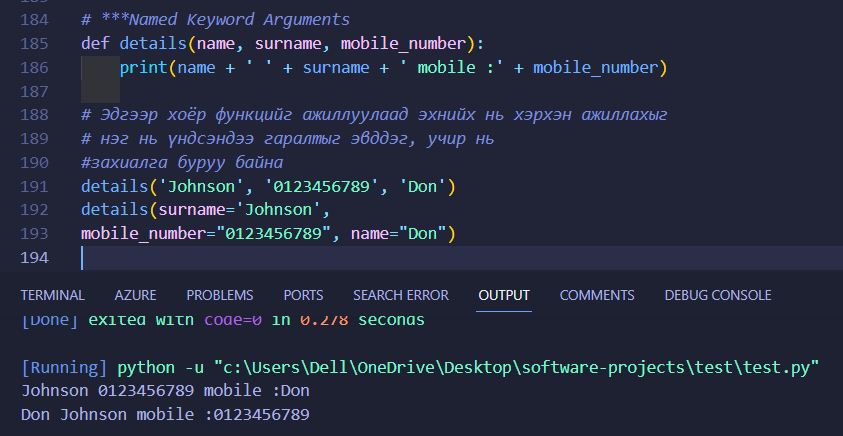 184 # ***Named Keyword Arguments
185 def details(name, surname, mobile_number):
186 print(name + ' ' + surname + ' mobile :' + mobile_number)
187
188 # Эдгээр хоёр функцийг ажиллуулаад эхнийх нь хэрхэн ажиллахыг
189 # нэг нь үндсэндээ гаралтыг эвддэг, учир нь
190 #захиалга буруу байна
191 details('Johnson', '0123456789', 'Don')
192 details(surname='Johnson',
193 mobile_number="0123456789", name="Don")
194
TERMINAL AZURE PROBLEMS PORTS SEARCH ERROR OUTPUT COMMENTS DEBUG CONSOLE
[Done] exited with code=0 in 0.278 seconds
[Running] python -u "c:\Users\Dell\OneDrive\Desktop\software-projects\test\test.py"
Johnson 0123456789 mobile :Don
Don Johnson mobile :0123456789